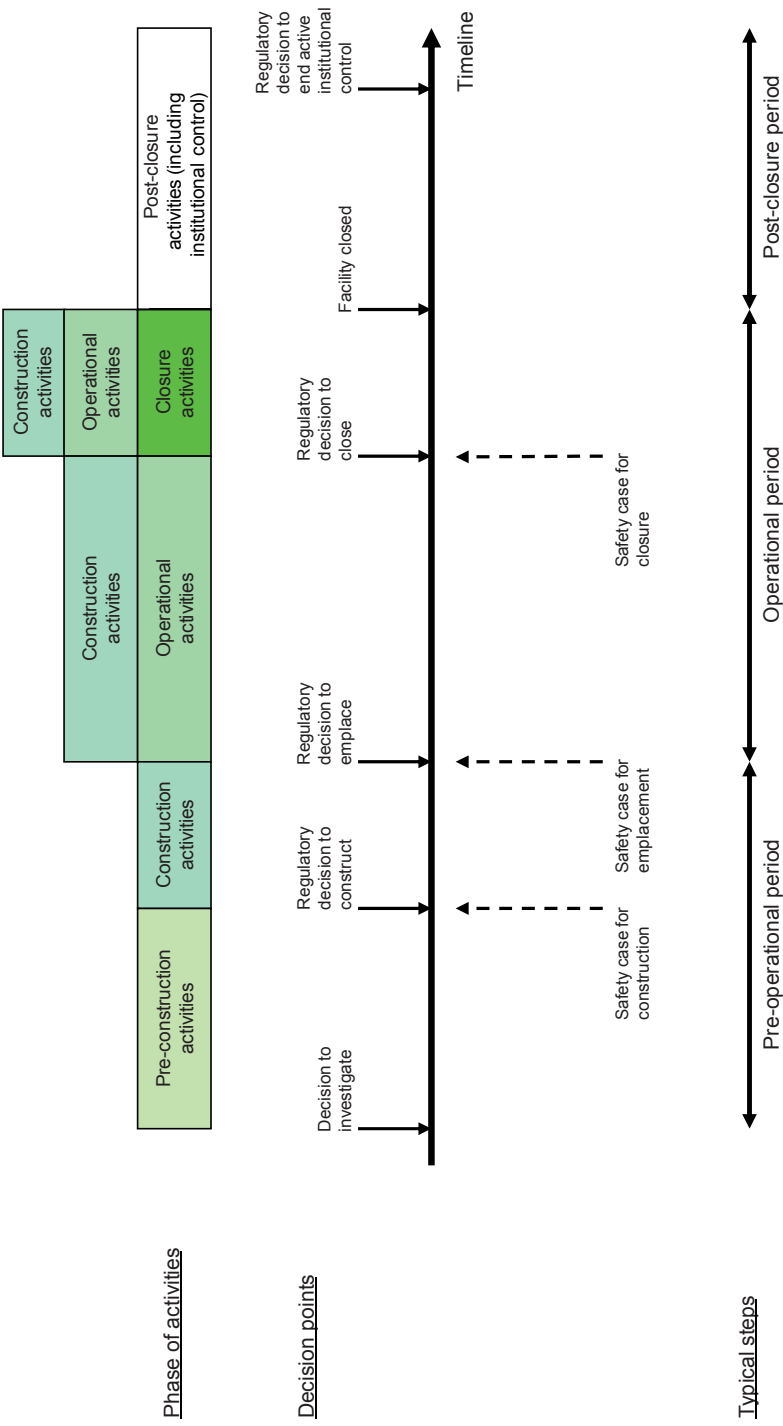 Phase of activities
Pre-construction
activities
Construction
activities
Construction
activities
Operational
activities
Construction
activities
Operational
activities
Closure
activities
Post-closure
activities (including
institutional control)
Decision points
Decision to
investigate
Regulatory
decision to
construct
Regulatory
decision to
emplace
Regulatory
decision to
close
Facility closed
Regulatory
decision to
end active
institutional
control
Timeline
Safety case for
construction
Safety case for
emplacement
Safety case for
closure
Typical steps
Pre-operational period
Operational period
Post-closure period